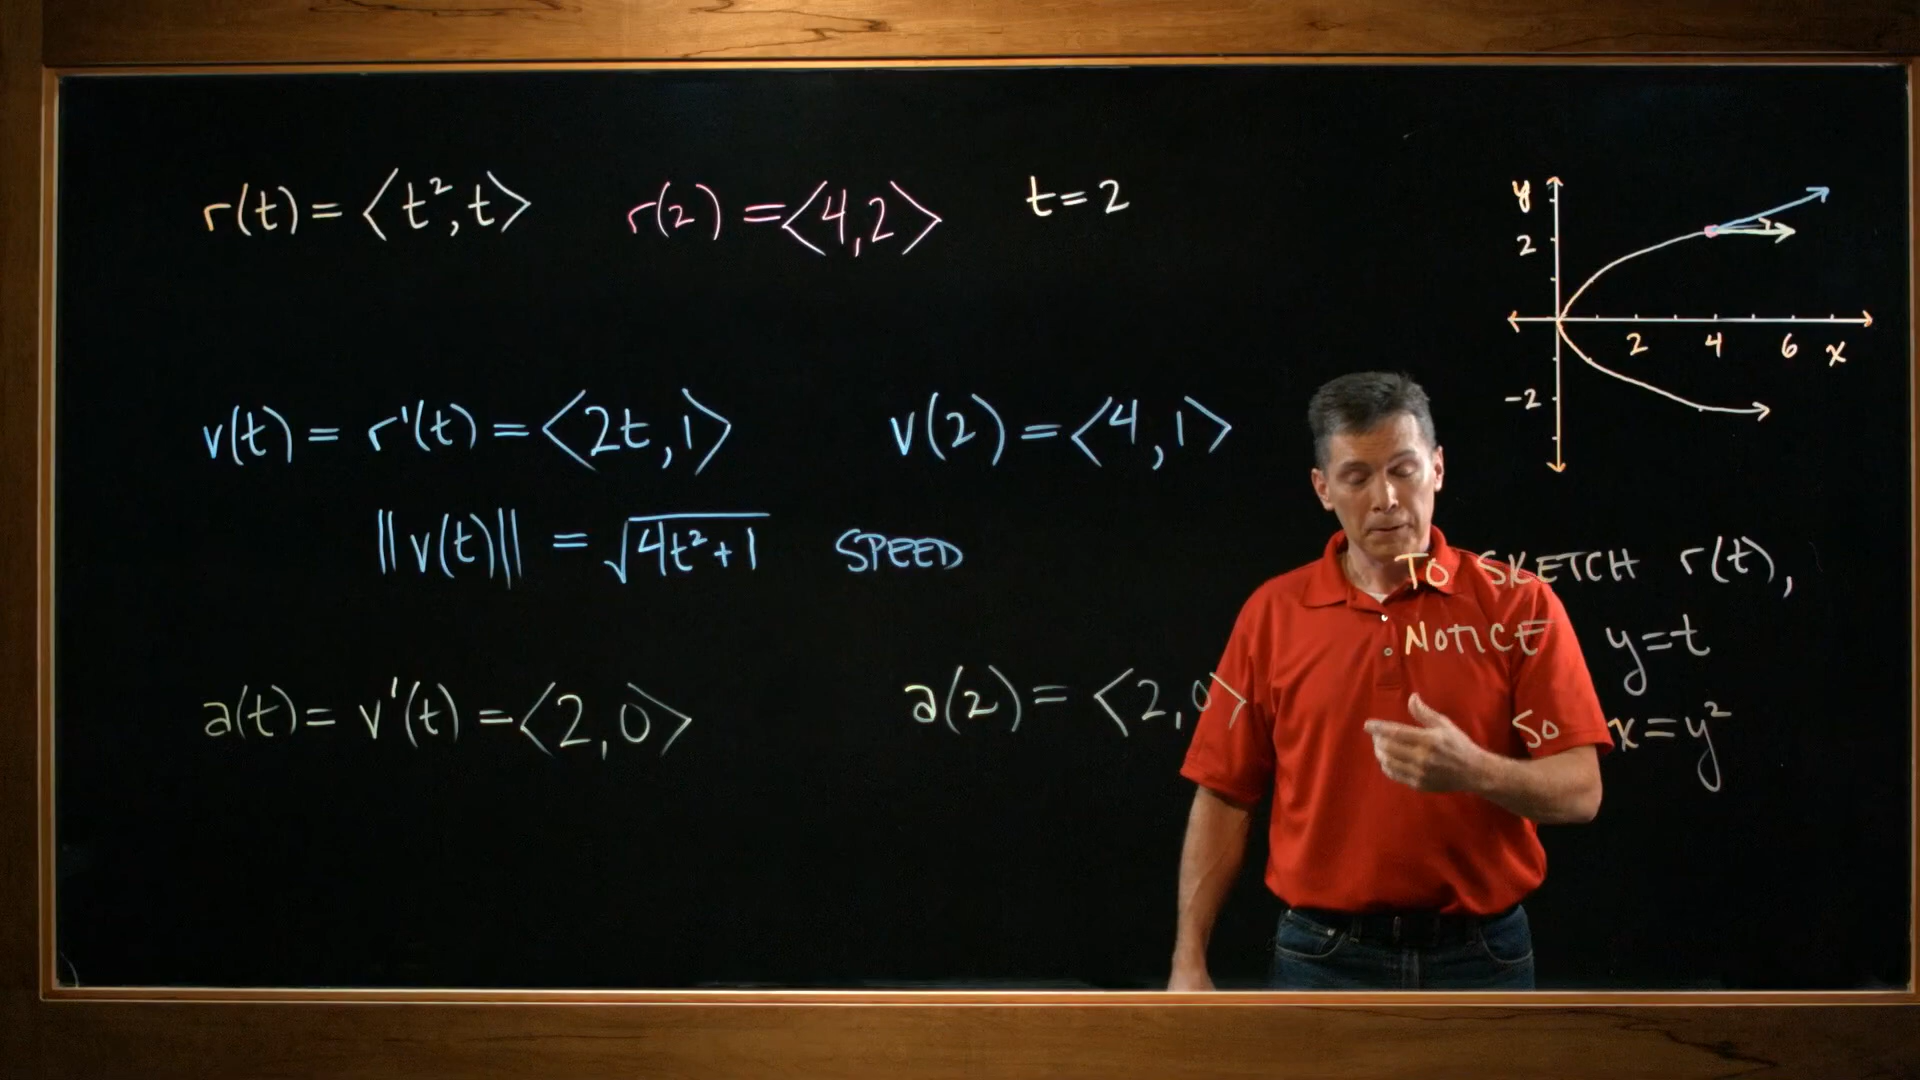 r(t) = ⟨t², t⟩ r(2) = ⟨4, 2⟩ t = 2
v(t) = r'(t) = ⟨2t, 1⟩ v(2) = ⟨4, 1⟩
||v(t)|| = √(4t² + 1) SPEED
a(t) = v'(t) = ⟨2, 0⟩ a(2) = ⟨2, 0⟩
y
2
2 4 6 x
-2
TO SKETCH r(t),
NOTICE y = t
SO x = y²